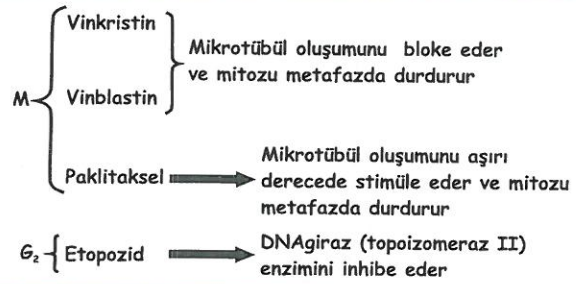 Vinkristin
Mikrotübül oluşumunu bloke eder
ve mitozu metafazda durdurur
M
Vinblastin
Paklitaksel
Mikrotübül oluşumunu aşırı
derecede stimüle eder ve mitozu
metafazda durdurur
G₂
Etopozid
DNAgiraz (topoizomeraz II)
enzimini inhibe eder